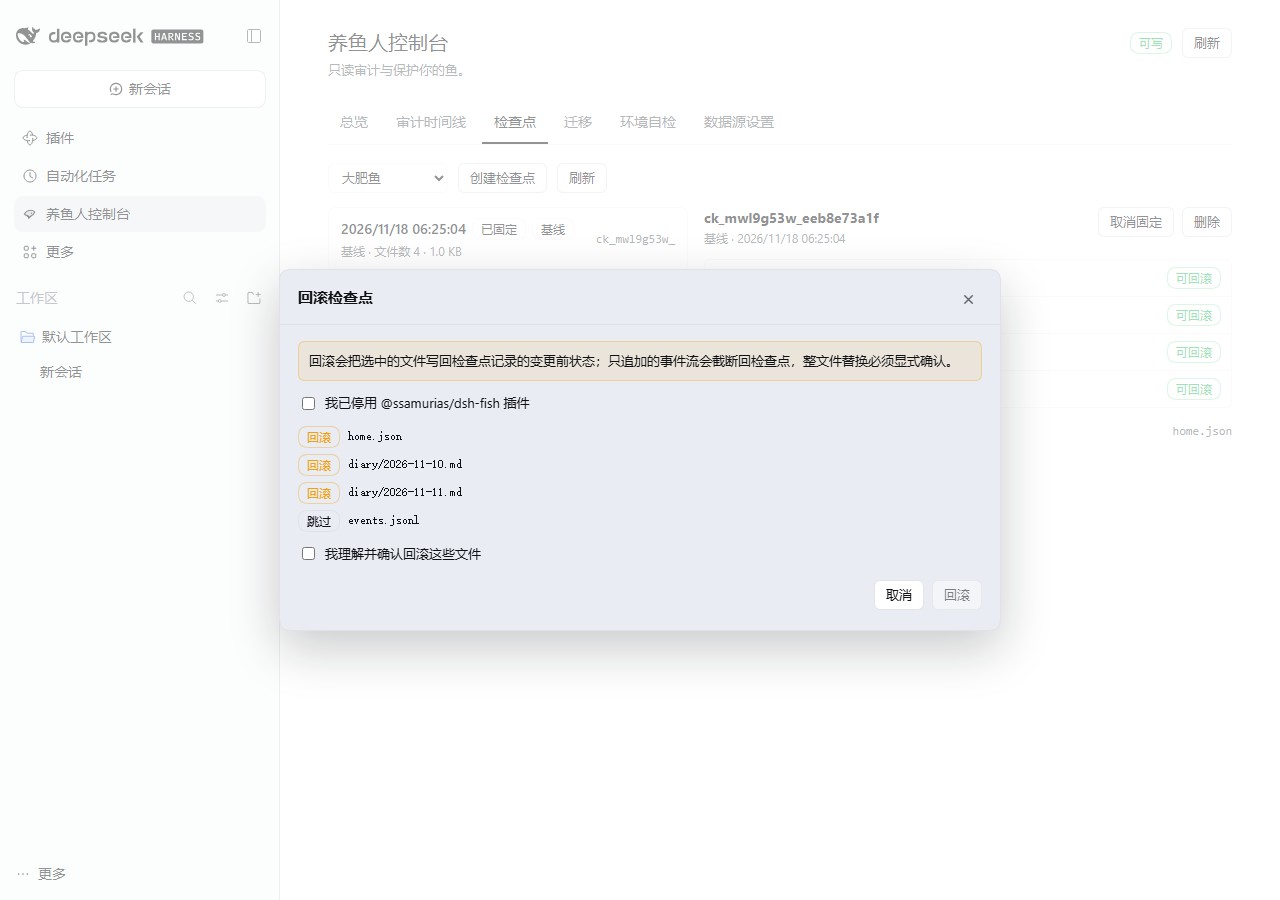 deepseek HARNESS
新会话
插件
自动化任务
养鱼人控制台
更多
工作区
默认工作区
新会话
更多
养鱼人控制台
只读审计与保护你的鱼。
可写
刷新
总览
审计时间线
检查点
迁移
环境自检
数据源设置
大肥鱼
创建检查点
刷新
2026/11/18 06:25:04
已固定
基线
ck_mwl9g53w_
基线 · 文件数 4 · 1.0 KB
ck_mwl9g53w_eeb8e73a1f
基线 · 2026/11/18 06:25:04
取消固定
删除
可回滚
可回滚
可回滚
可回滚
home.json
回滚检查点
回滚会把选中的文件写回检查点记录的变更前状态；只追加的事件流会截断回检查点，整文件替换必须显式确认。
我已停用 @ssamurias/dsh-fish 插件
回滚 home.json
回滚 diary/2026-11-10.md
回滚 diary/2026-11-11.md
跳过 events.jsonl
我理解并确认回滚这些文件
取消
回滚